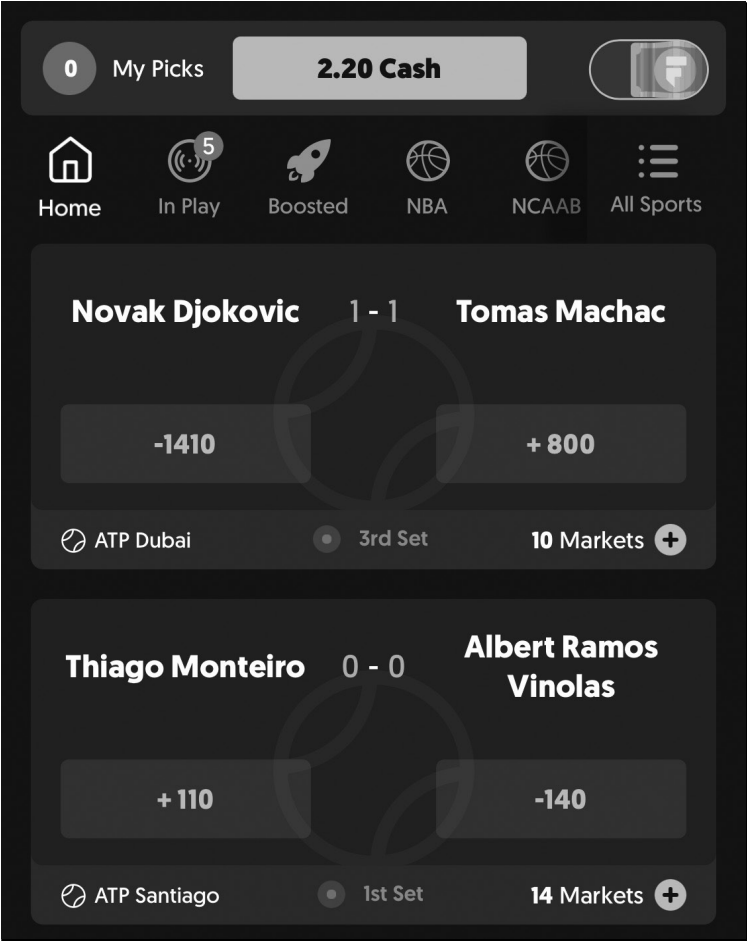 0 My Picks 2.20 Cash F
5
Home In Play Boosted NBA NCAAB All Sports
Novak Djokovic 1 - 1 Tomas Machac
-1410 +800
ATP Dubai 3rd Set 10 Markets +
Thiago Monteiro 0 - 0 Albert Ramos
Vinolas
+110 -140
ATP Santiago 1st Set 14 Markets +